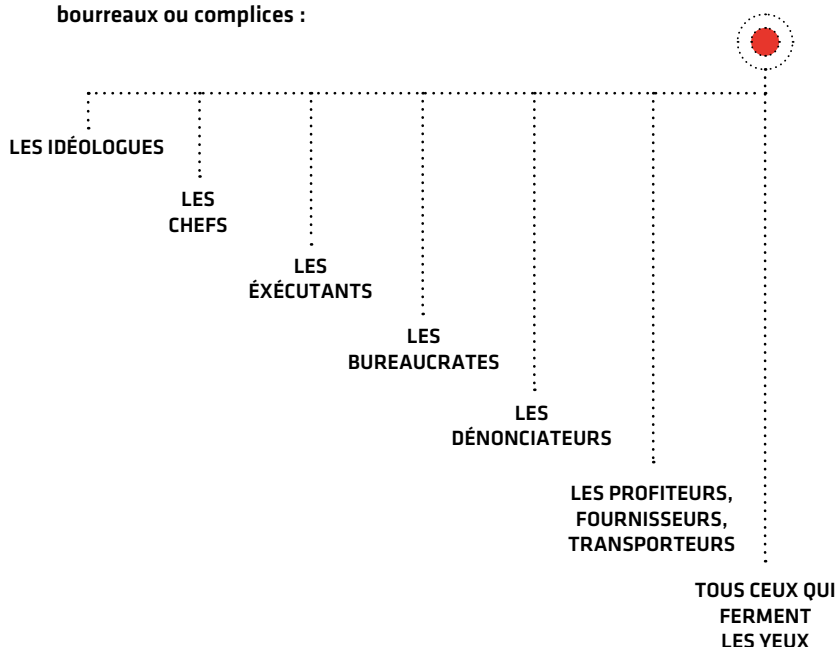 bourreaux ou complices :
LES IDÉOLOGUES
LES
CHEFS
LES
ÉXÉCUTANTS
LES
BUREAUCRATES
LES
DÉNONCIATEURS
LES PROFITEURS,
FOURNISSEURS,
TRANSPORTEURS
TOUS CEUX QUI
FERMENT
LES YEUX